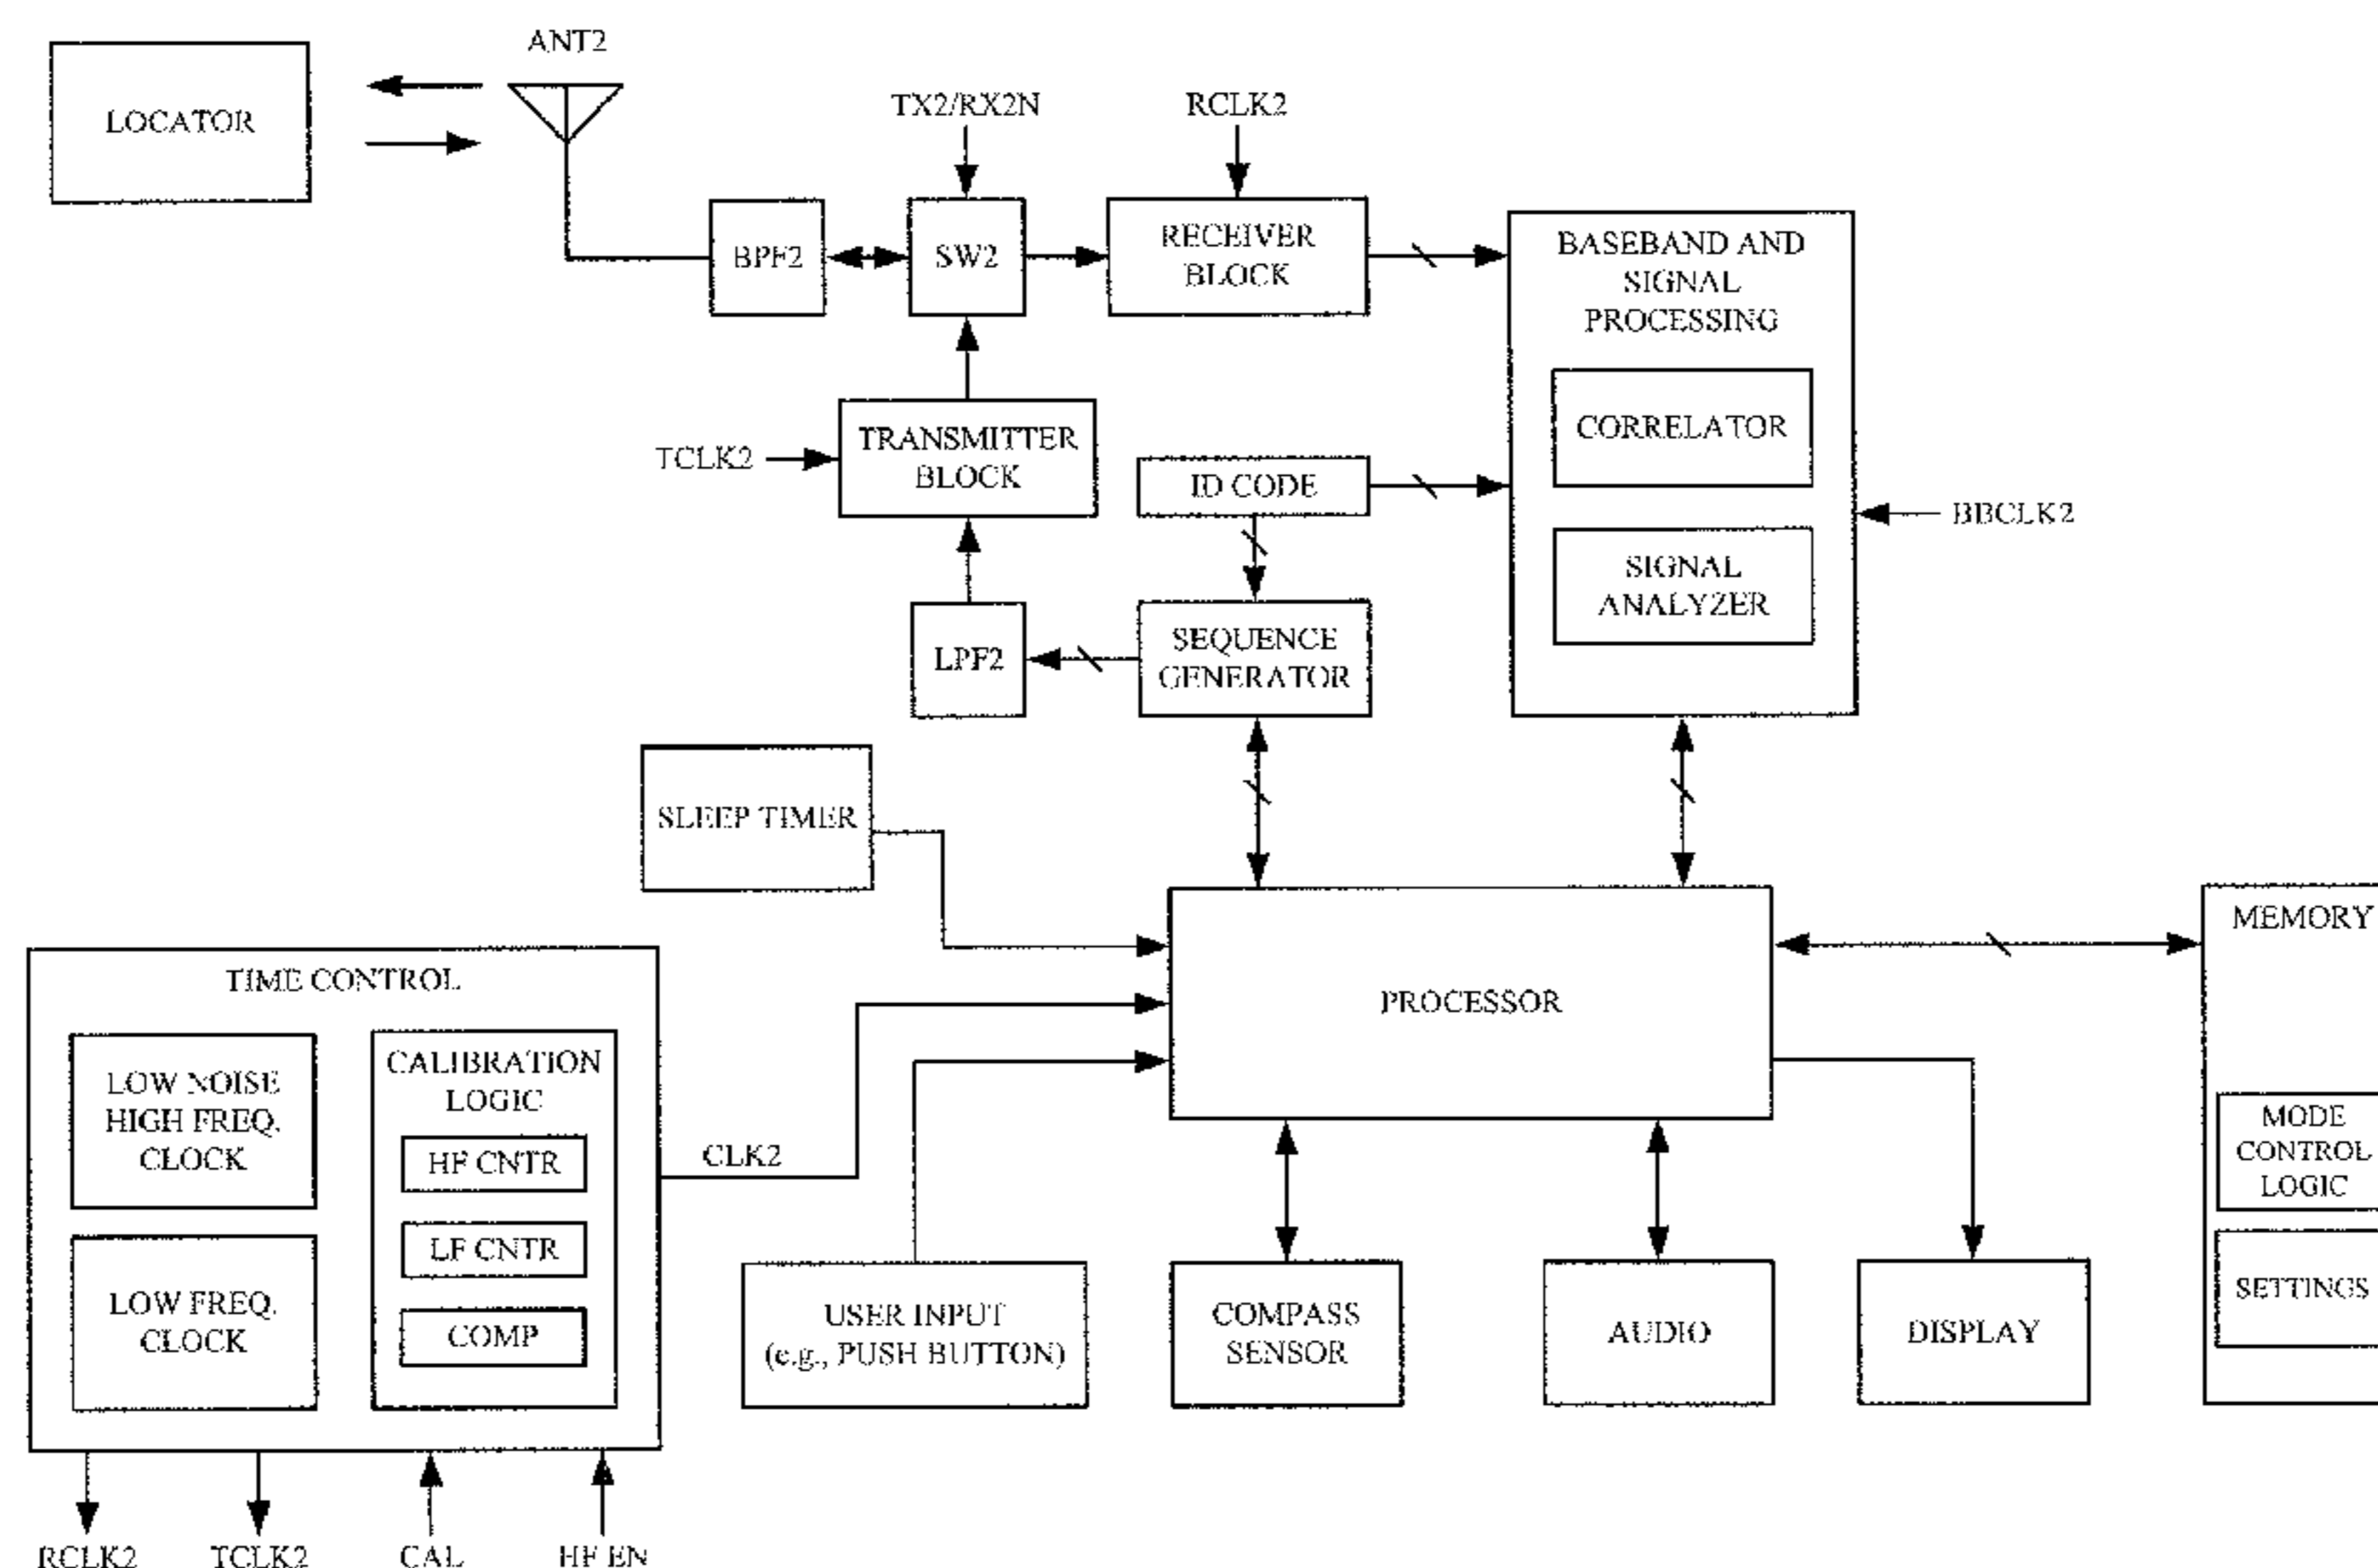 ANT2
LOCATOR
TX2/RX2N
RCLK2
BPF2
SW2
RECEIVER
BLOCK
BASEBAND AND
SIGNAL
PROCESSING
CORRELATOR
SIGNAL
ANALYZER
BBCLK2
TCLK2
TRANSMITTER
BLOCK
ID CODE
LPF2
SEQUENCE
GENERATOR
SLEEP TIMER
PROCESSOR
MEMORY
MODE
CONTROL
LOGIC
SETTINGS
TIME CONTROL
LOW NOISE
HIGH FREQ.
CLOCK
LOW FREQ.
CLOCK
CALIBRATION
LOGIC
HF CNTR
LF CNTR
COMP
CLK2
USER INPUT
(e.g., PUSH BUTTON)
COMPASS
SENSOR
AUDIO
DISPLAY
RCLK2
TCLK2
CAL
HF EN